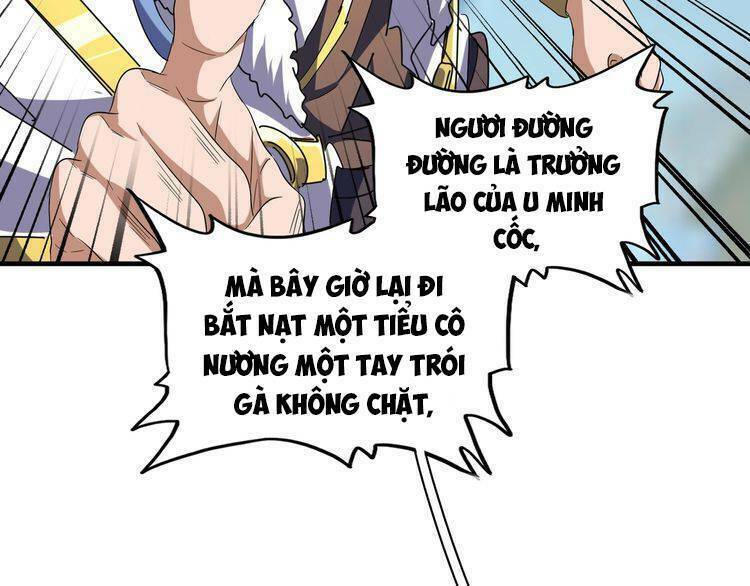 NGƯƠI ĐƯỜNG
ĐƯỜNG LÀ TRƯỞNG
LÃO CỦA U MINH
CỐC,
MÀ BÂY GIỜ LẠI ĐI
BẮT NẠT MỘT TIỂU CÔ
NƯƠNG MỘT TAY TRÓI
GÀ KHÔNG CHẶT,